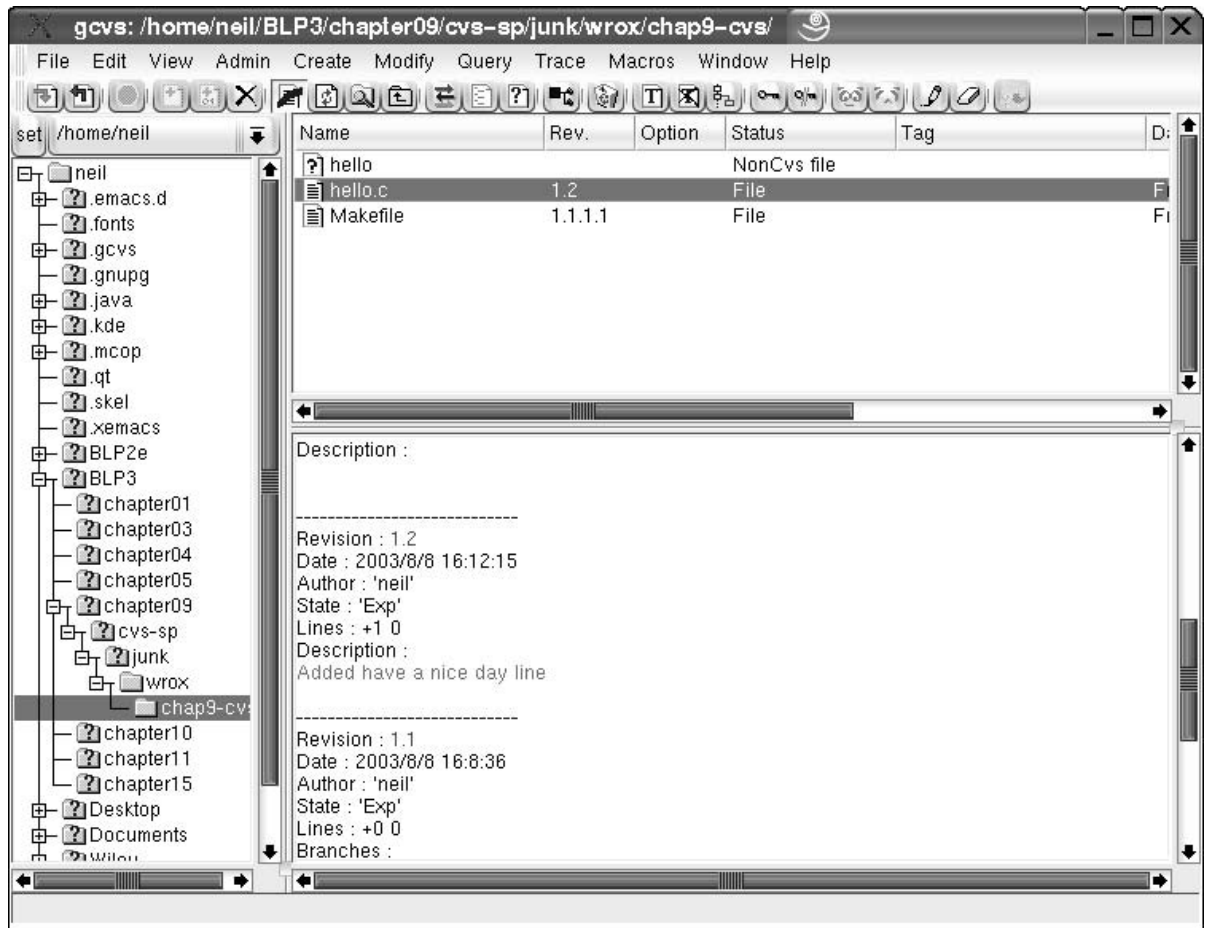 gcvs: /home/neil/BLP3/chapter09/cvs-sp/junk/wrox/chap9-cvs/
File Edit View Admin Create Modify Query Trace Macros Window Help
set /home/neil
neil
.emacs.d
.fonts
.gcvs
.gnupg
.java
.kde
.mcop
.qt
.skel
.xemacs
BLP2e
BLP3
chapter01
chapter03
chapter04
chapter05
chapter09
cvs-sp
junk
wrox
chap9-cv
chapter10
chapter11
chapter15
Desktop
Documents
Name Rev. Option Status Tag
hello NonCvs file
hello.c 1.2 File
Makefile 1.1.1.1 File
Description :
---------------------------
Revision : 1.2
Date : 2003/8/8 16:12:15
Author : 'neil'
State : 'Exp'
Lines : +1 0
Description :
Added have a nice day line
---------------------------
Revision : 1.1
Date : 2003/8/8 16:8:36
Author : 'neil'
State : 'Exp'
Lines : +0 0
Branches :